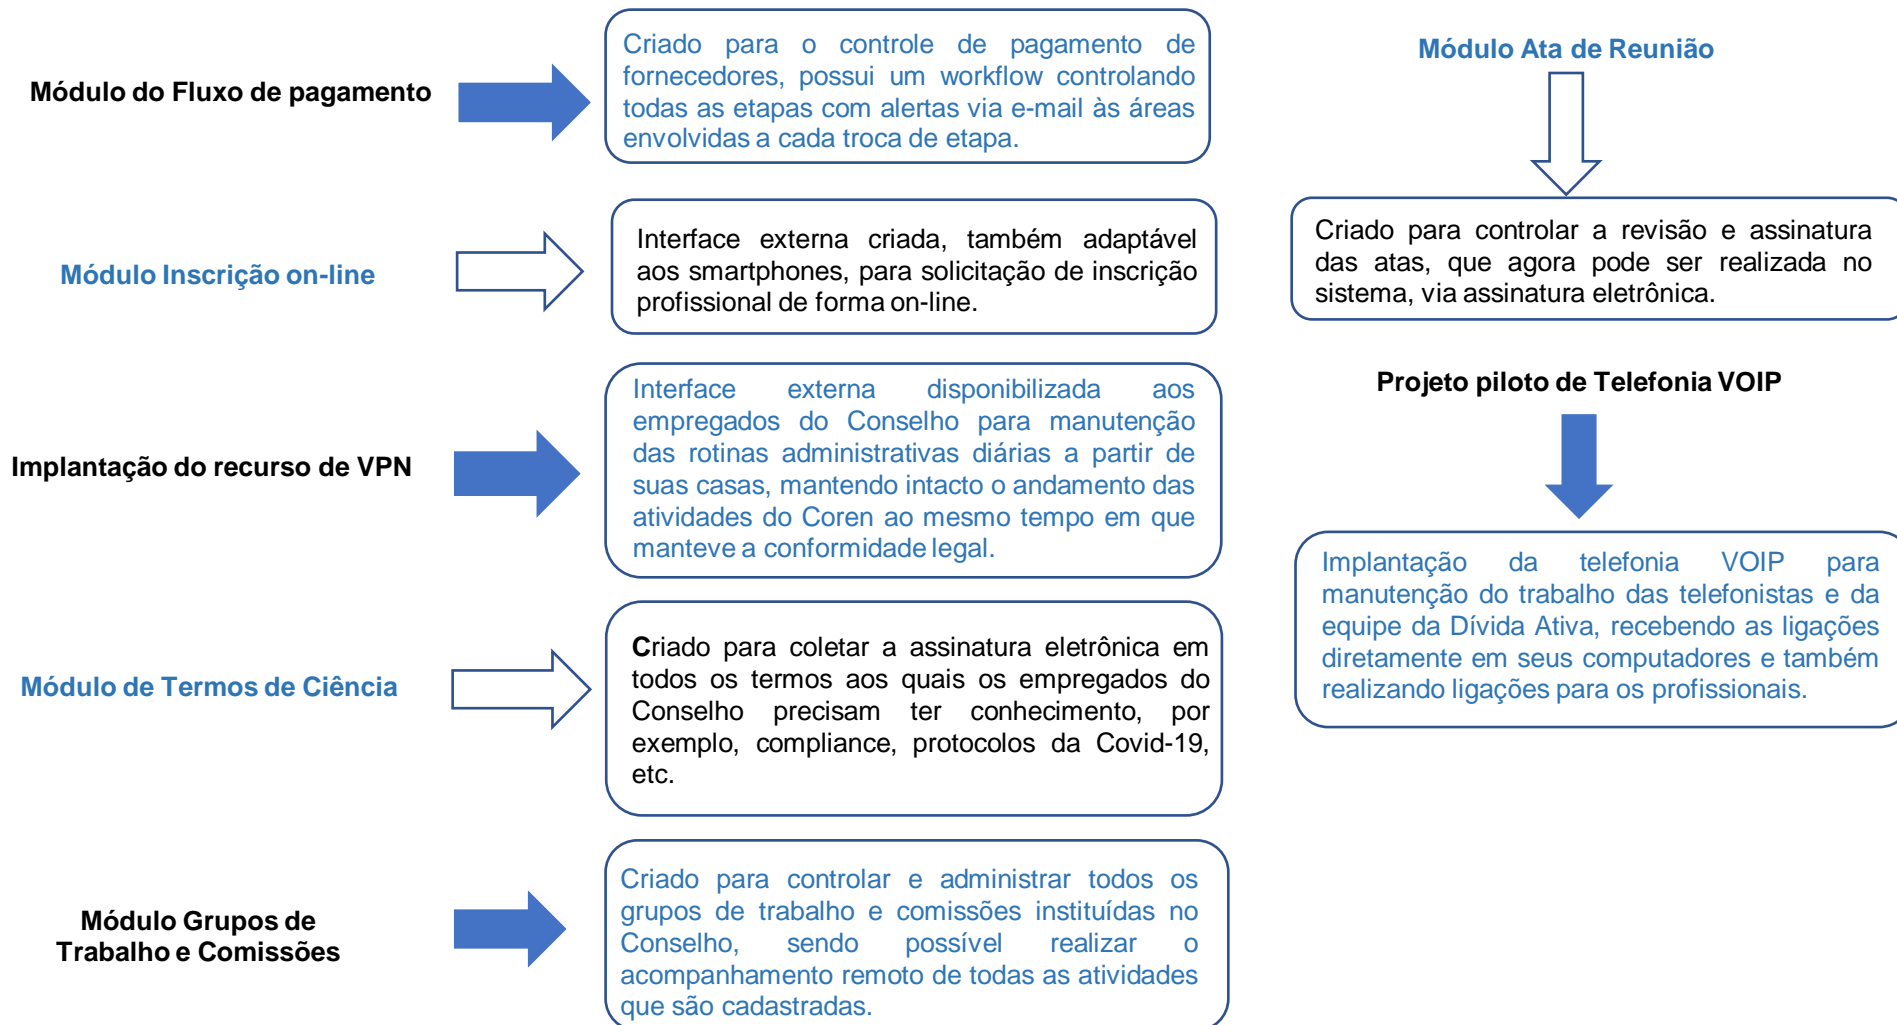 Módulo do Fluxo de pagamento
Criado para o controle de pagamento de
fornecedores, possui um workflow controlando
todas as etapas com alertas via e-mail às áreas
envolvidas a cada troca de etapa.
Módulo Inscrição on-line
Interface externa criada, também adaptável
aos smartphones, para solicitação de inscrição
profissional de forma on-line.
Implantação do recurso de VPN
Interface externa disponibilizada aos
empregados do Conselho para manutenção
das rotinas administrativas diárias a partir de
suas casas, mantendo intacto o andamento das
atividades do Coren ao mesmo tempo em que
manteve a conformidade legal.
Módulo de Termos de Ciência
Criado para coletar a assinatura eletrônica em
todos os termos aos quais os empregados do
Conselho precisam ter conhecimento, por
exemplo, compliance, protocolos da Covid-19,
etc.
Módulo Grupos de
Trabalho e Comissões
Criado para controlar e administrar todos os
grupos de trabalho e comissões instituídas no
Conselho, sendo possível realizar o
acompanhamento remoto de todas as atividades
que são cadastradas.
Módulo Ata de Reunião
Criado para controlar a revisão e assinatura
das atas, que agora pode ser realizada no
sistema, via assinatura eletrônica.
Projeto piloto de Telefonia VOIP
Implantação da telefonia VOIP para
manutenção do trabalho das telefonistas e da
equipe da Dívida Ativa, recebendo as ligações
diretamente em seus computadores e também
realizando ligações para os profissionais.